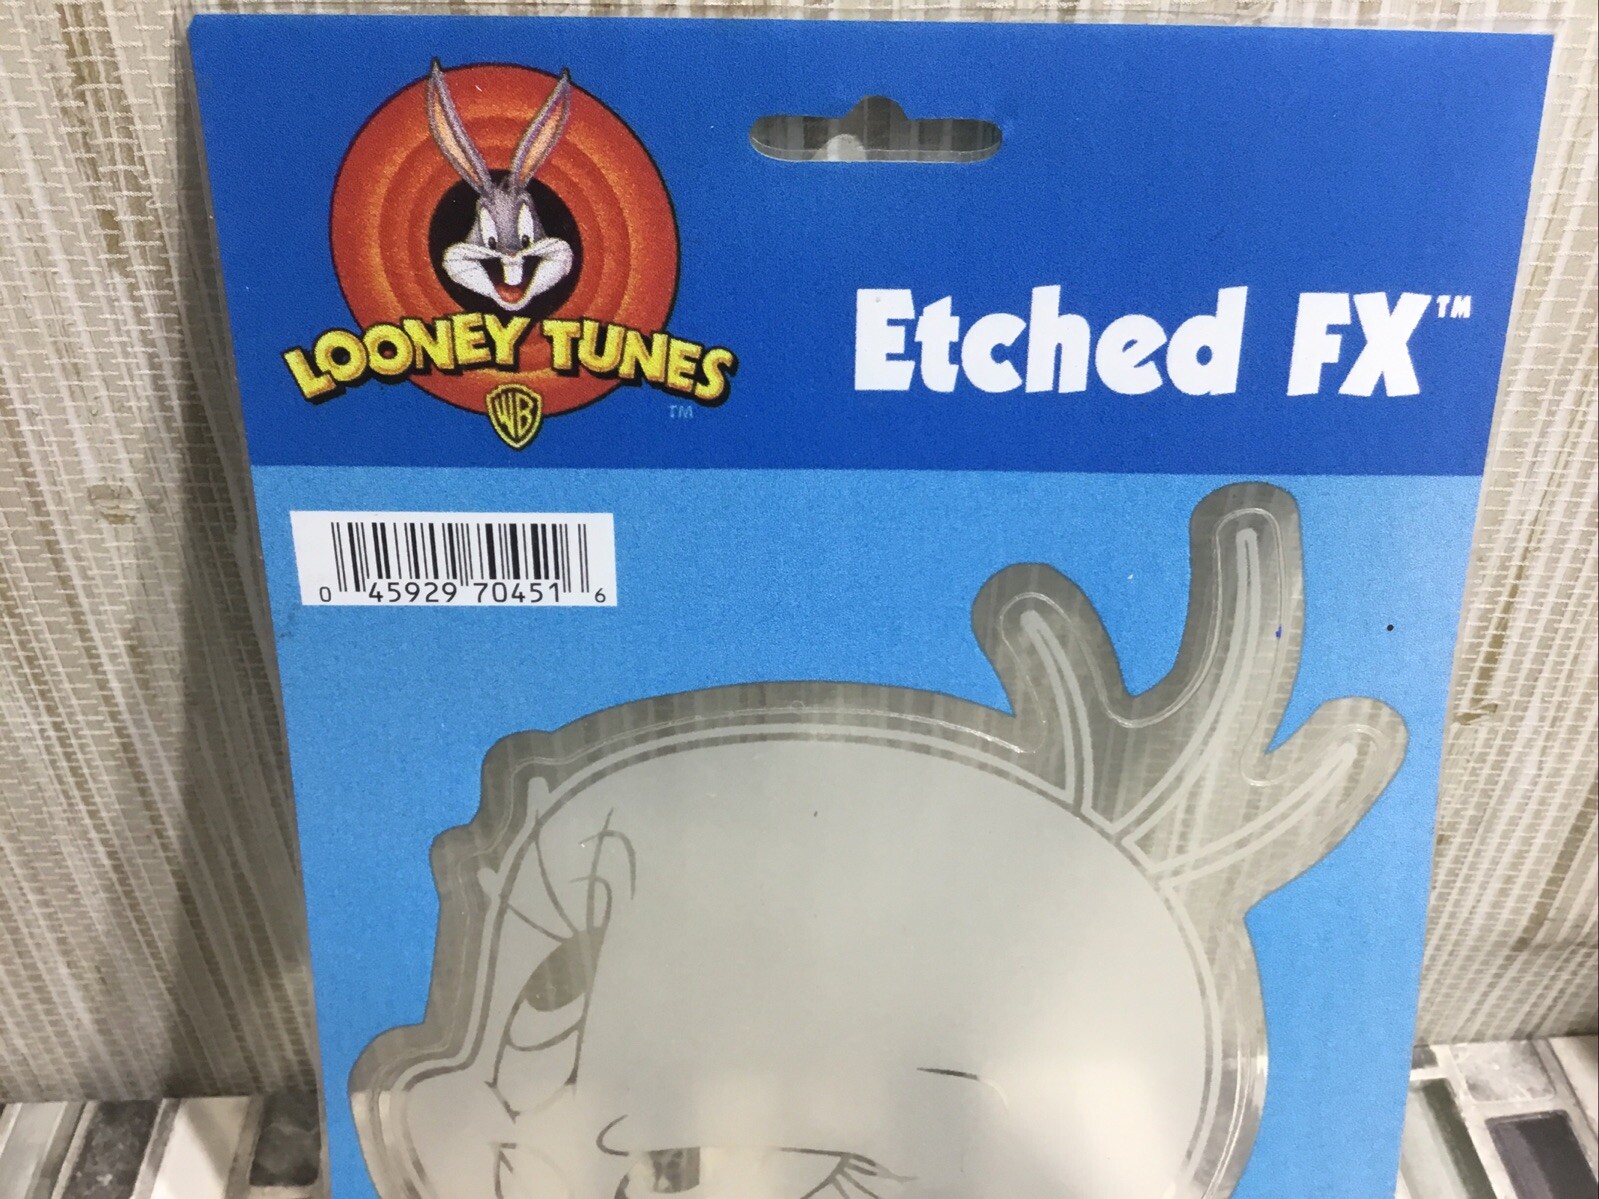 LOONEY TUNES
WB
TM
Etched FX™
0 45929 70451 6